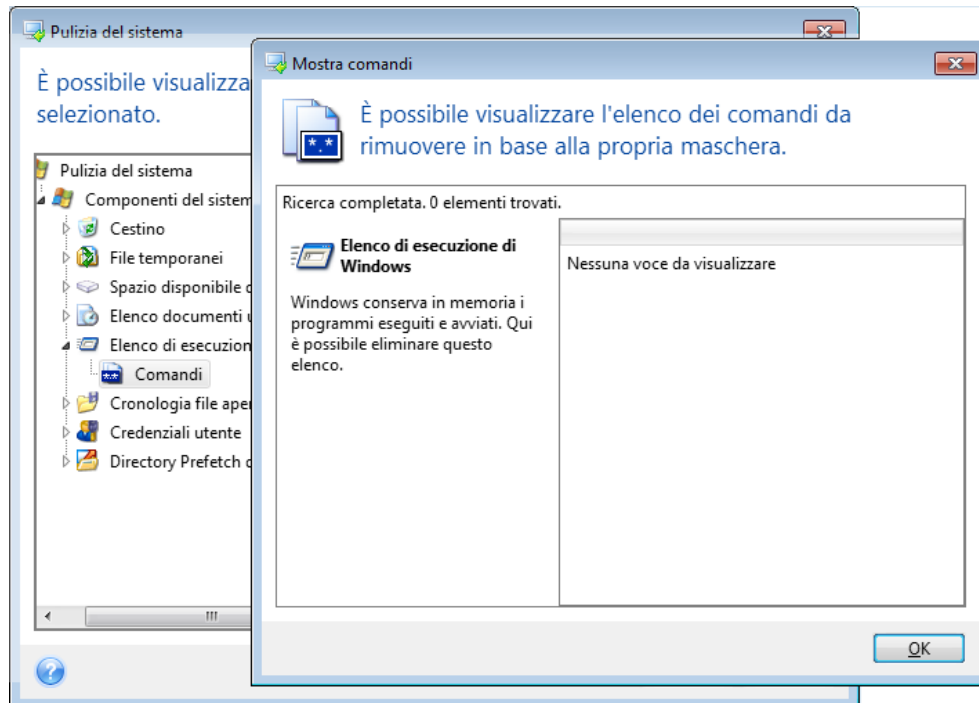 Pulizia del sistema
È possibile visualizza
selezionato.
Pulizia del sistema
Componenti del sistem
Cestino
File temporanei
Spazio disponibile
Elenco documenti
Elenco di esecuzion
*.*
Comandi
Cronologia file aper
Credenziali utente
Directory Prefetch
?
Mostra comandi
*.*
È possibile visualizzare l'elenco dei comandi da
rimuovere in base alla propria maschera.
Ricerca completata. 0 elementi trovati.
Elenco di esecuzione di
Windows
Windows conserva in memoria i
programmi eseguiti e avviati. Qui
è possibile eliminare questo
elenco.
Nessuna voce da visualizzare
OK